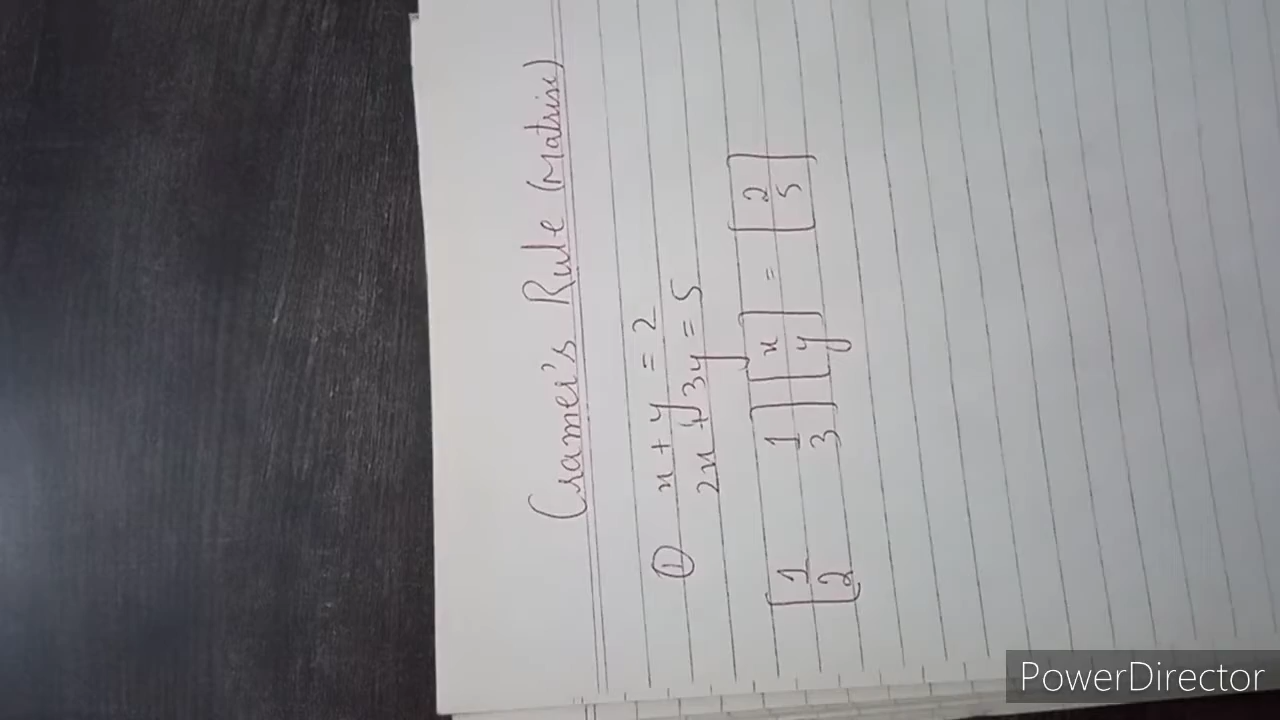 Cramer's Rule (Matrix)
① x + y = 2
2x + 3y = 5
[1 1] [x] = [2]
[2 3] [y] [5]
PowerDirector